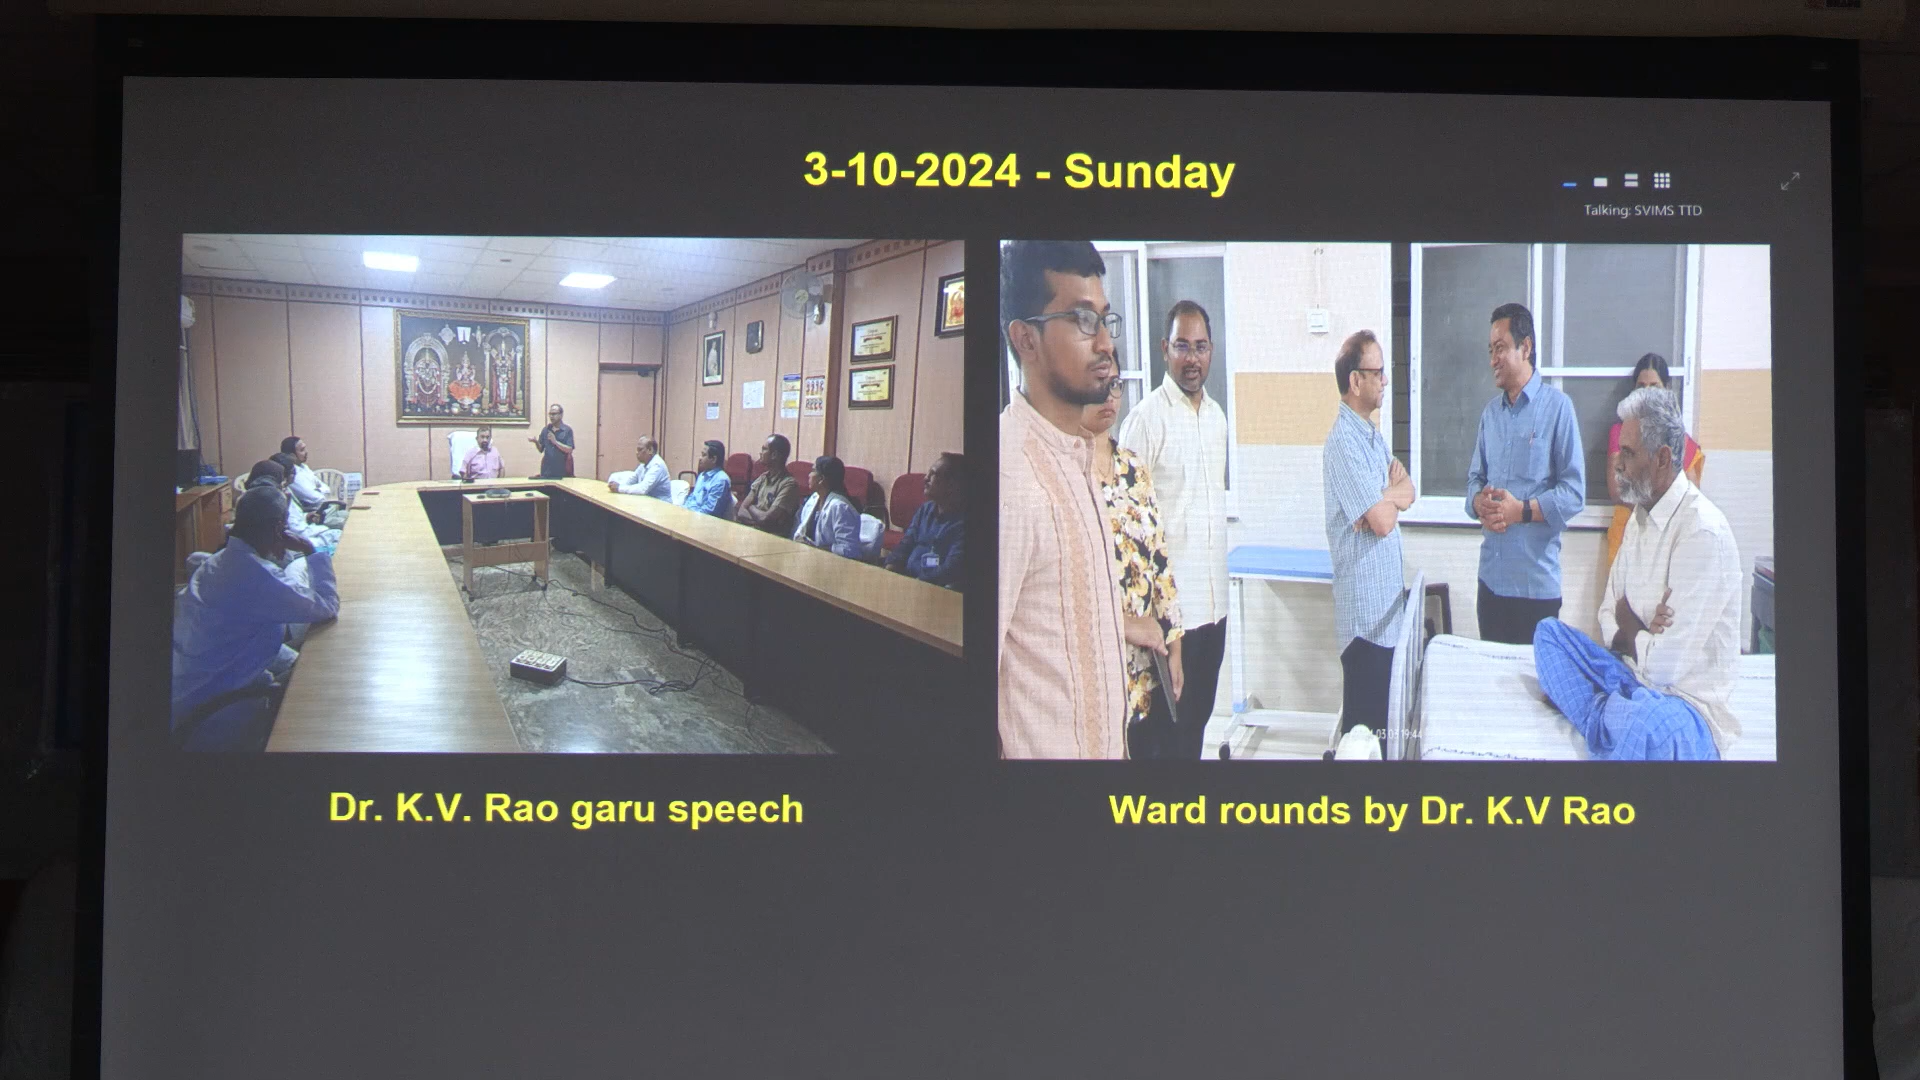 3-10-2024 - Sunday
Talking: SVIMS TTD
Dr. K.V. Rao garu speech
Ward rounds by Dr. K.V Rao